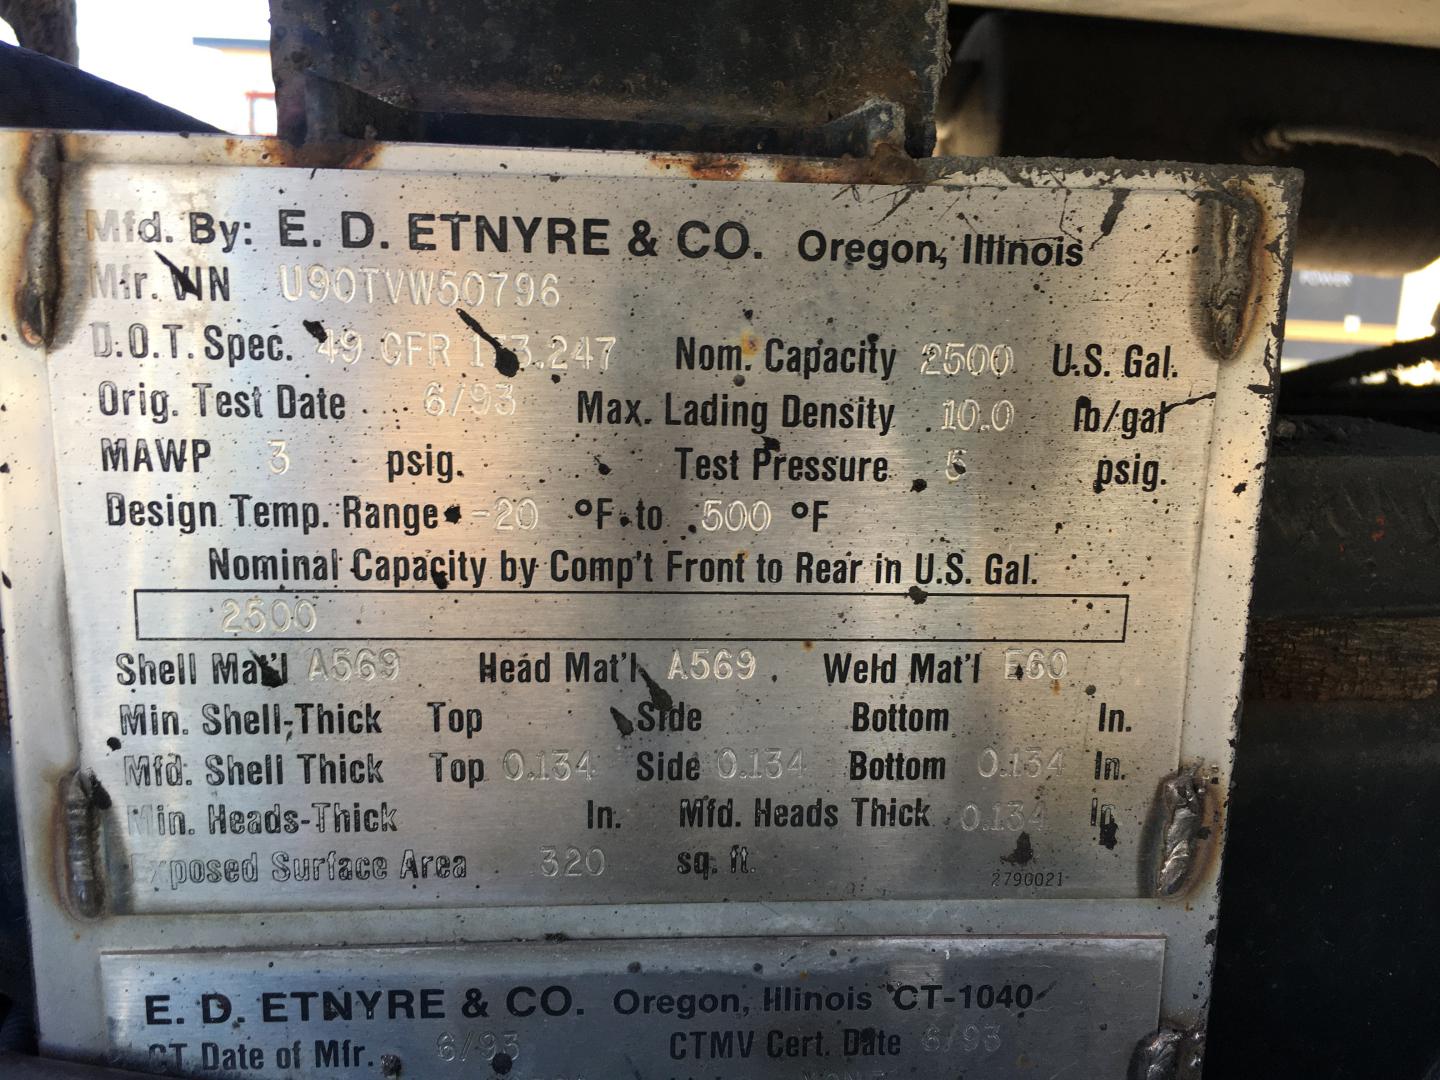 Mfd. By: E. D. ETNYRE & CO. Oregon, Illinois
Mfr. VIN U90TVW50796
D.O.T. Spec. 49 CFR 173.247 Nom. Capacity 2500 U.S. Gal.
Orig. Test Date 6/93 Max. Lading Density 10.0 lb/gal
MAWP 3 psig. Test Pressure 5 psig.
Design Temp. Range -20 °F to 500 °F
Nominal Capacity by Comp't Front to Rear in U.S. Gal.
2500
Shell Mat'l A569 Head Mat'l A569 Weld Mat'l E60
Min. Shell-Thick Top Side Bottom In.
Mfd. Shell Thick Top 0.134 Side 0.134 Bottom 0.134 In.
Min. Heads-Thick In. Mfd. Heads Thick 0.134 In.
Exposed Surface Area 320 sq. ft.
2790021
E. D. ETNYRE & CO. Oregon, Illinois CT-1040
CT Date of Mfr. 6/93 CTMV Cert. Date 6/93